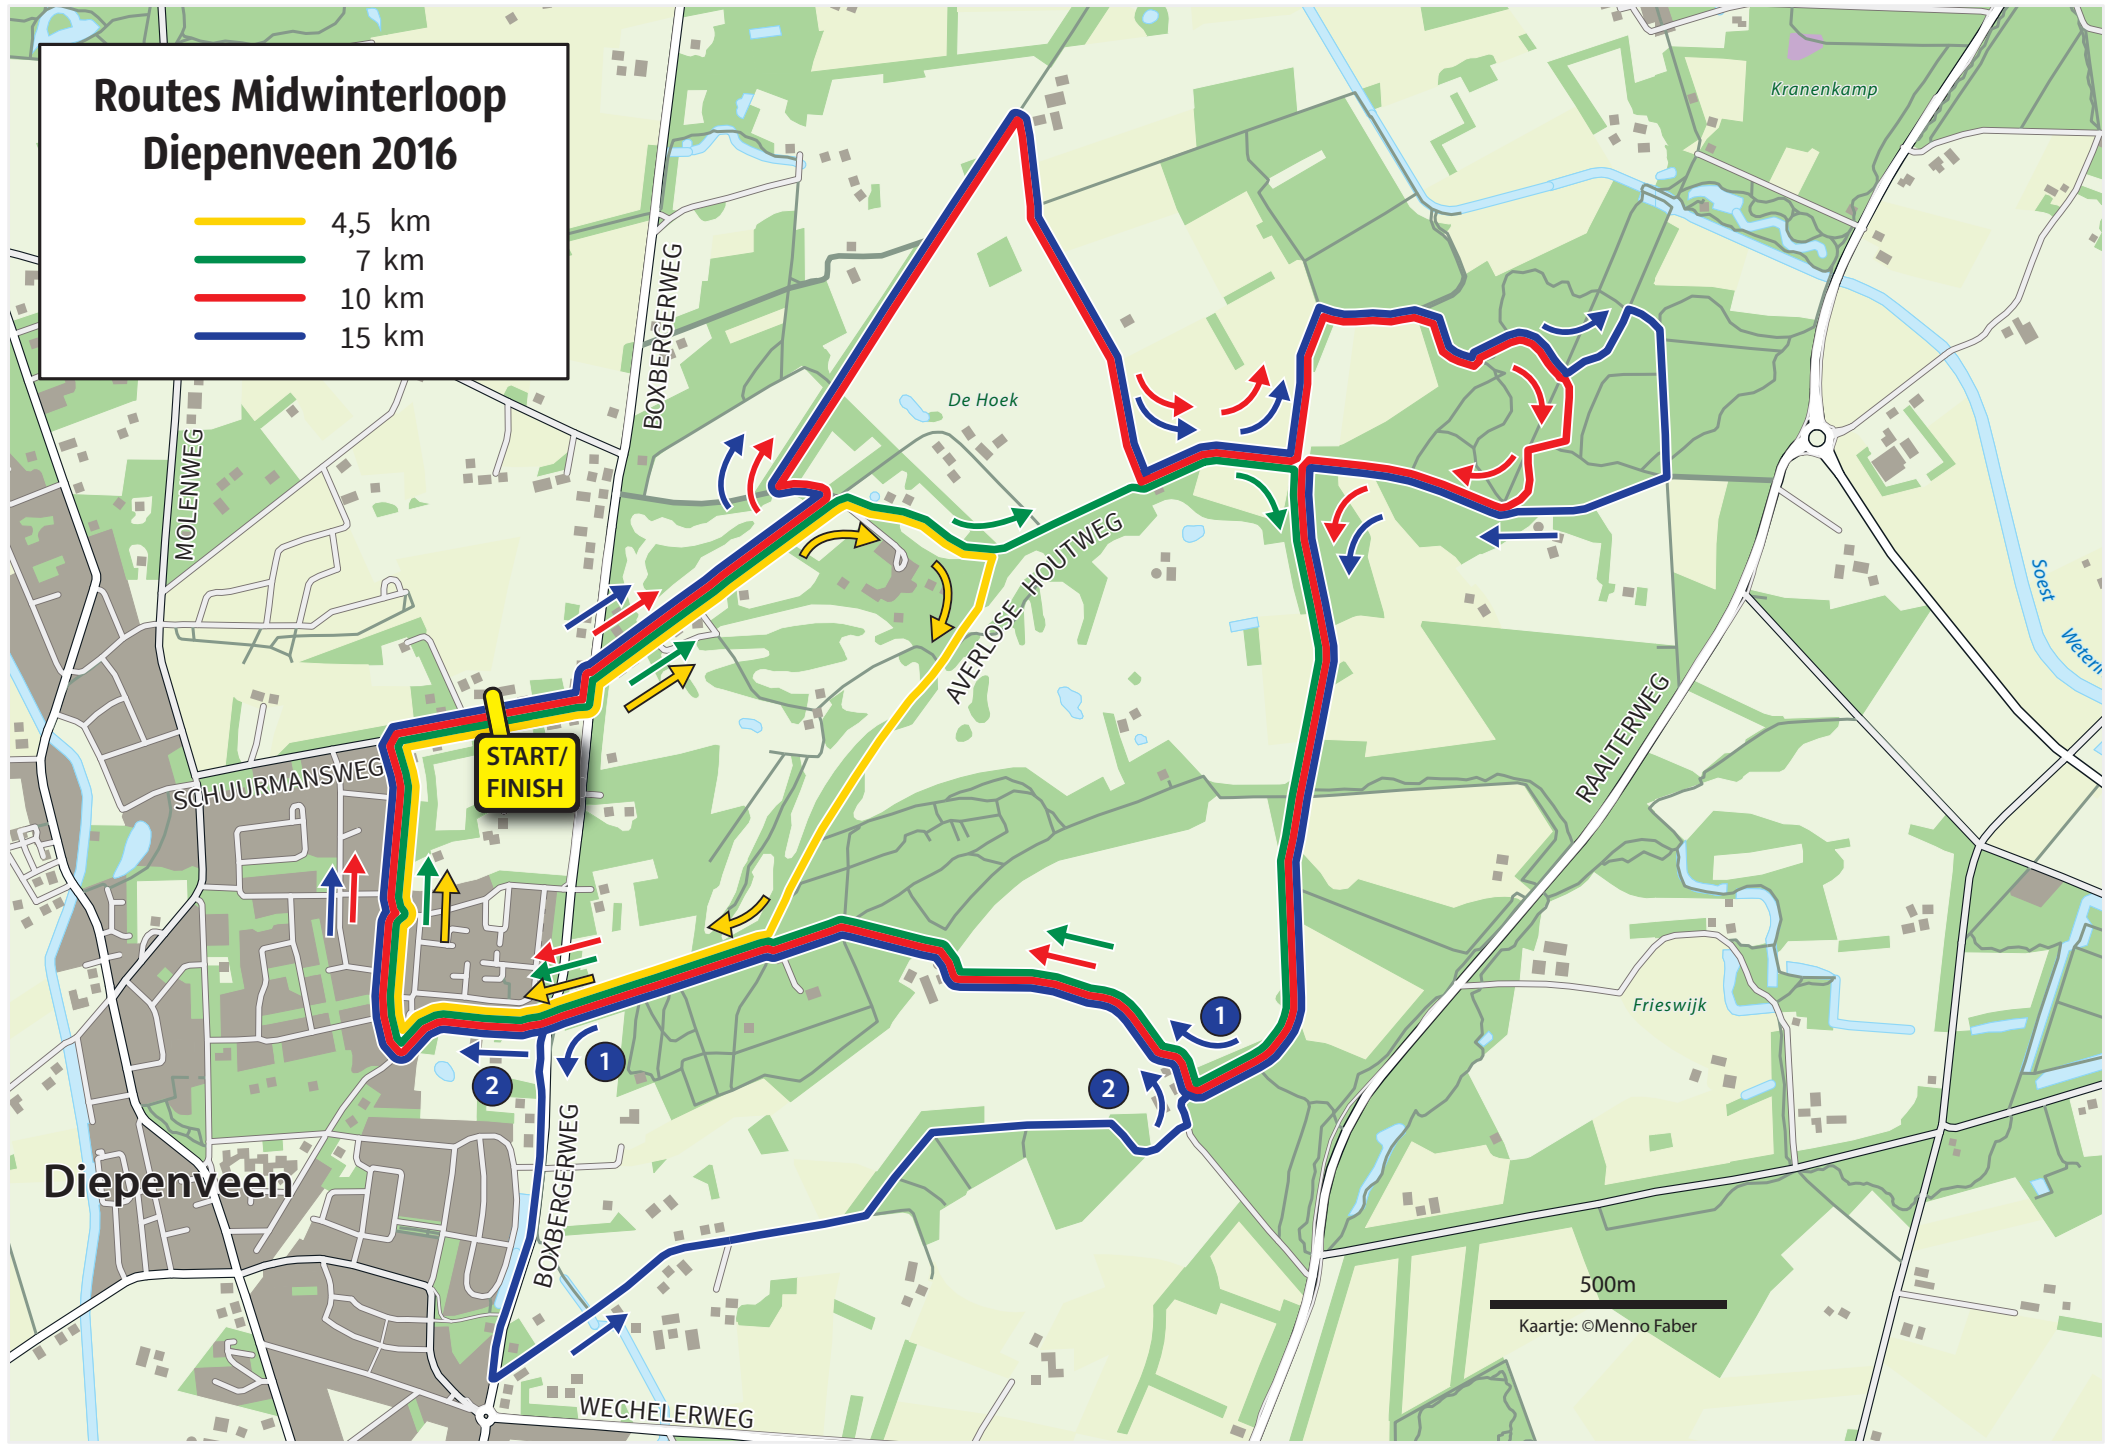 Routes Midwinterloop
Diepenveen 2016
4,5 km
7 km
10 km
15 km
Kranenkamp
BOXBERGERWEG
De Hoek
MOLENWEG
AVERLOSE HOUTWEG
Soest
Weterin
RAALTERWEG
START/
FINISH
SCHUURMANSWEG
Frieswijk
1
1
2
2
BOXBERGERWEG
Diepenveen
500m
Kaartje: ©Menno Faber
WECHELERWEG